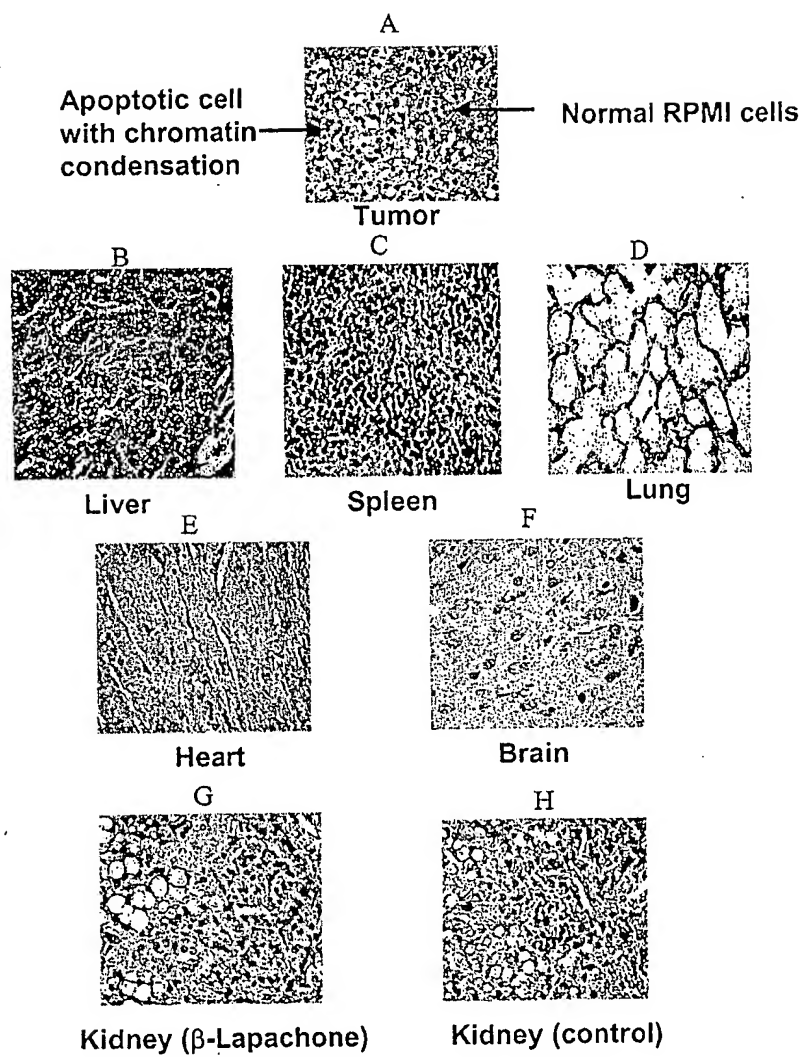 A
Apoptotic cell
with chromatin
condensation
Normal RPMI cells
Tumor
B
C
D
Liver
Spleen
Lung
E
F
Heart
Brain
G
H
Kidney (β-Lapachone)
Kidney (control)